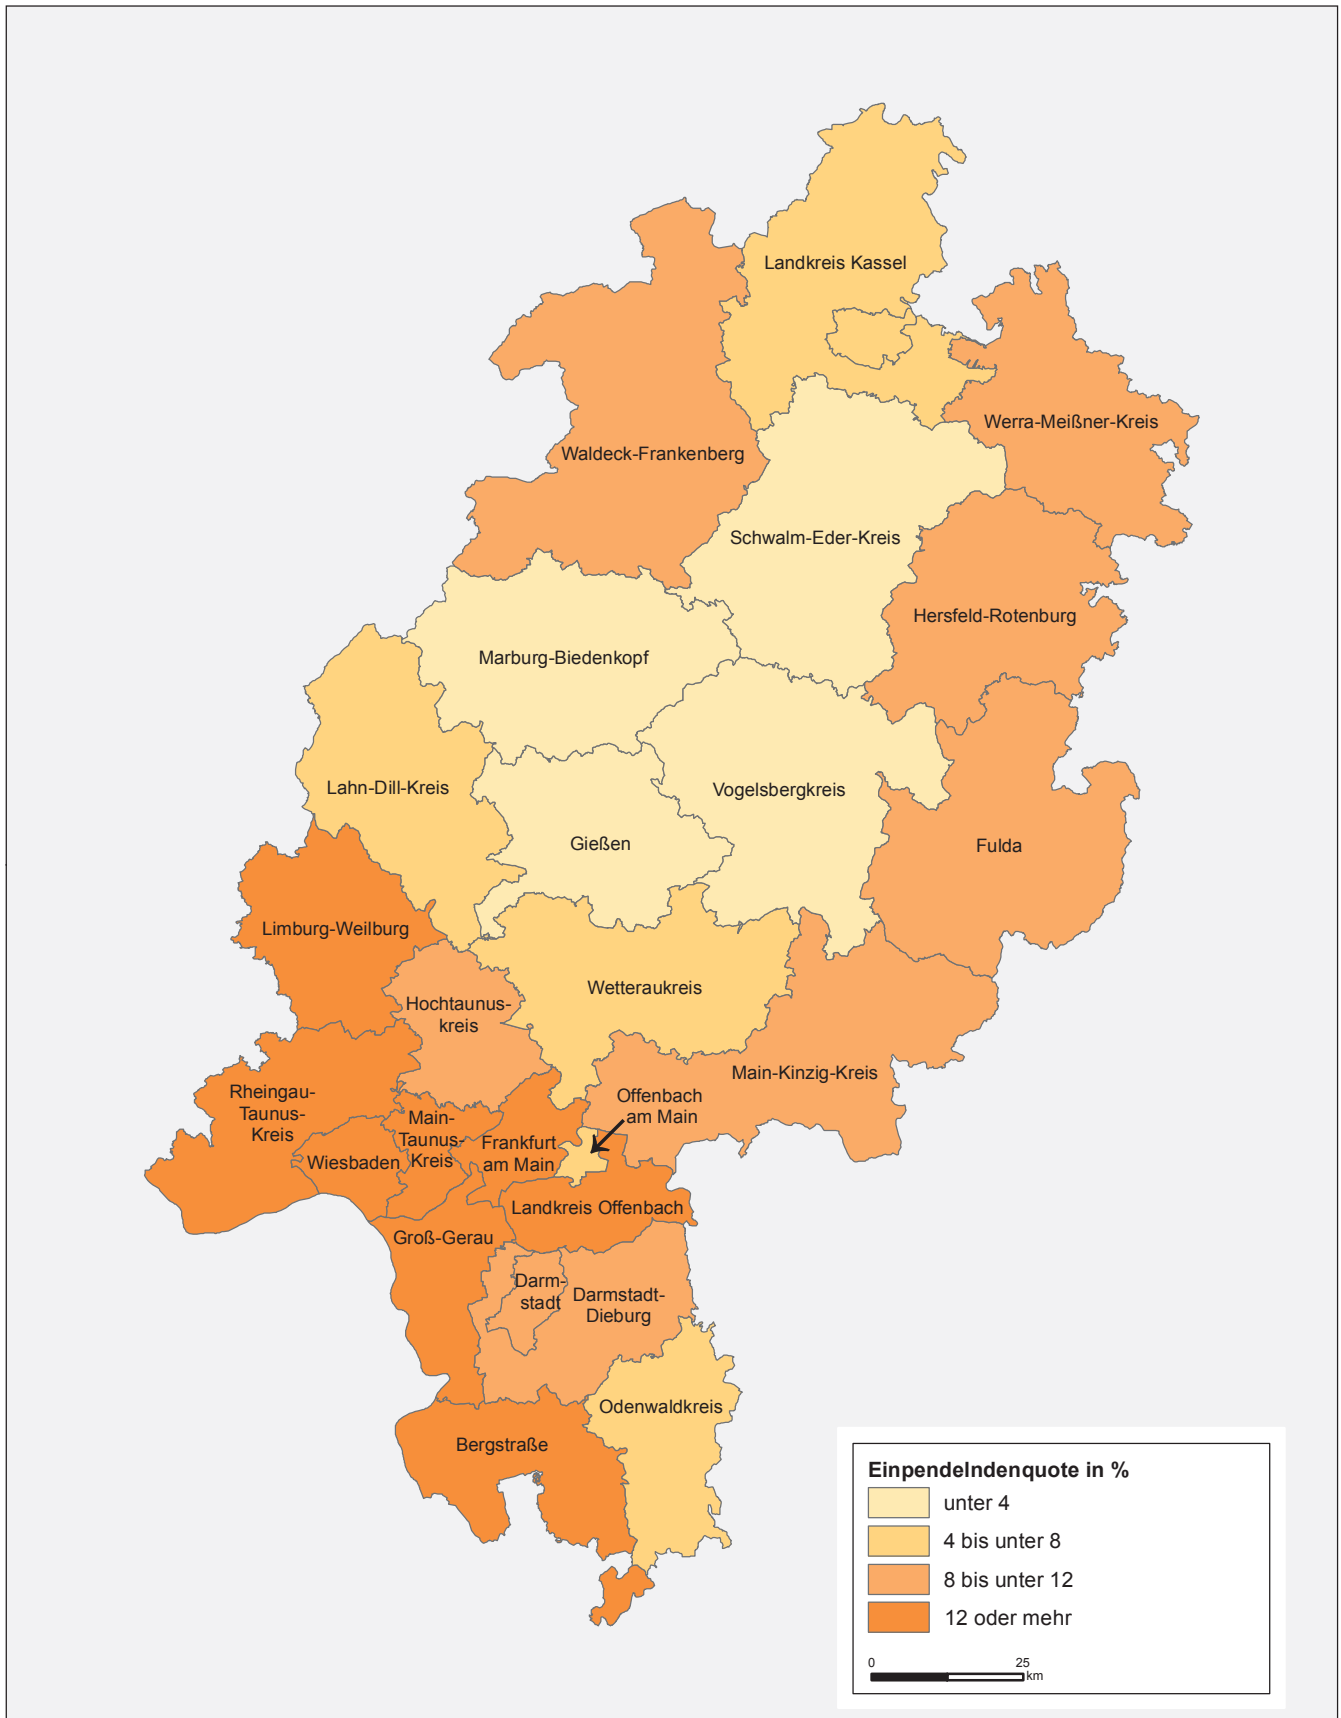 Landkreis Kassel
Werra-Meißner-Kreis
Waldeck-Frankenberg
Schwalm-Eder-Kreis
Hersfeld-Rotenburg
Marburg-Biedenkopf
Lahn-Dill-Kreis
Vogelsbergkreis
Gießen
Fulda
Limburg-Weilburg
Wetteraukreis
Hochtaunus-
kreis
Main-Kinzig-Kreis
Offenbach
am Main
Rheingau-
Taunus-
Kreis
Main-
Taunus-
Kreis
Frankfurt
am Main
Wiesbaden
Landkreis Offenbach
Groß-Gerau
Darm-
stadt
Darmstadt-
Dieburg
Odenwaldkreis
Bergstraße
Einpendelndenquote in %
unter 4
4 bis unter 8
8 bis unter 12
12 oder mehr
0 25
km